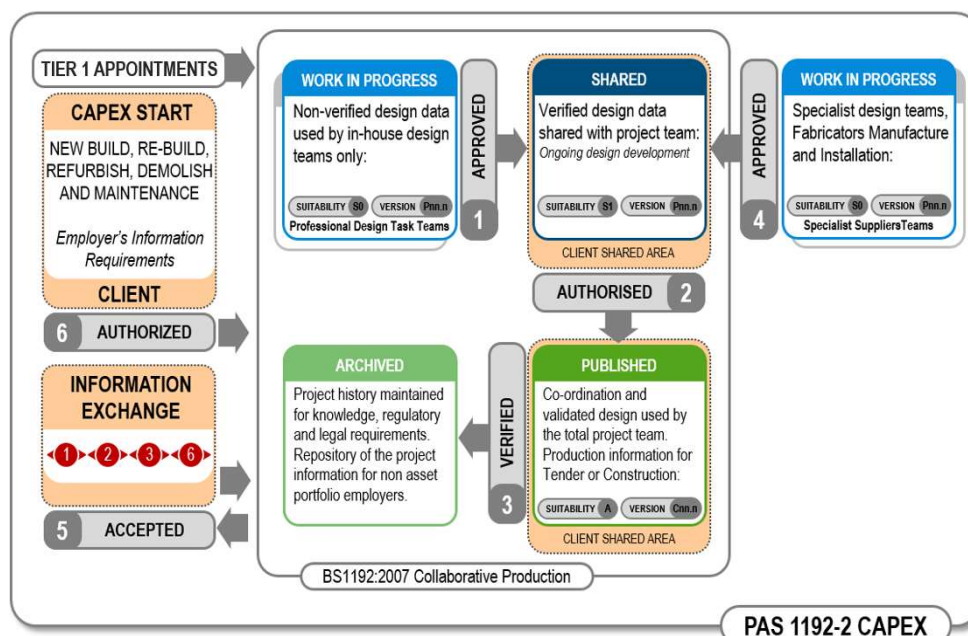 TIER 1 APPOINTMENTS
CAPEX START
NEW BUILD, RE-BUILD,
REFURBISH, DEMOLISH
AND MAINTENANCE
Employer's Information
Requirements
CLIENT
6 AUTHORIZED
INFORMATION
EXCHANGE
1 2 3 6
5 ACCEPTED
WORK IN PROGRESS
Non-verified design data
used by in-house design
teams only:
SUITABILITY S0 VERSION Pnn.n
Professional Design Task Teams
APPROVED
1
SHARED
Verified design data
shared with project team:
Ongoing design development
SUITABILITY S1 VERSION Pnn.n
CLIENT SHARED AREA
APPROVED
4
WORK IN PROGRESS
Specialist design teams,
Fabricators Manufacture
and Installation:
SUITABILITY S0 VERSION Pnn.n
Specialist SuppliersTeams
AUTHORISED 2
ARCHIVED
Project history maintained
for knowledge, regulatory
and legal requirements.
Repository of the project
information for non asset
portfolio employers.
VERIFIED
3
PUBLISHED
Co-ordination and
validated design used by
the total project team.
Production information for
Tender or Construction:
SUITABILITY A VERSION Cnn.n
CLIENT SHARED AREA
BS1192:2007 Collaborative Production
PAS 1192-2 CAPEX